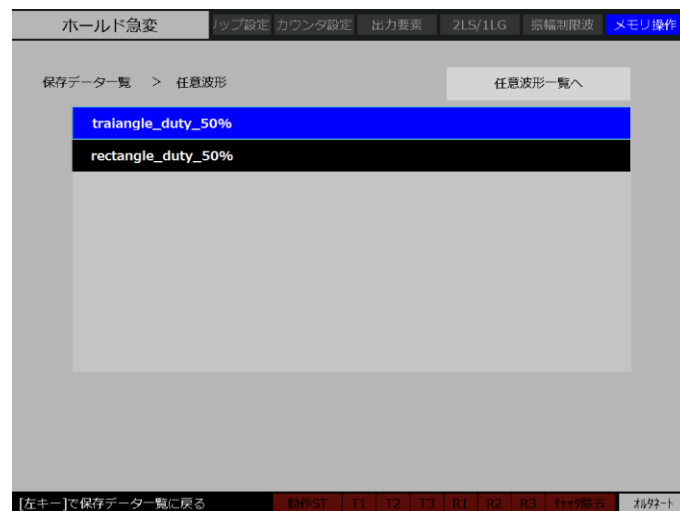 ホールド急変 リップ設定 カウンタ設定 出力要素 2LS/1LG 振幅制限波 メモリ操作
保存データ一覧 > 任意波形 任意波形一覧へ
traiangle_duty_50%
rectangle_duty_50%
[左キー]で保存データ一覧に戻る 動作ST T1 T2 T3 R1 R2 R3 ﾁｬｯﾀ除去 ｵﾙﾀﾈｰﾄ